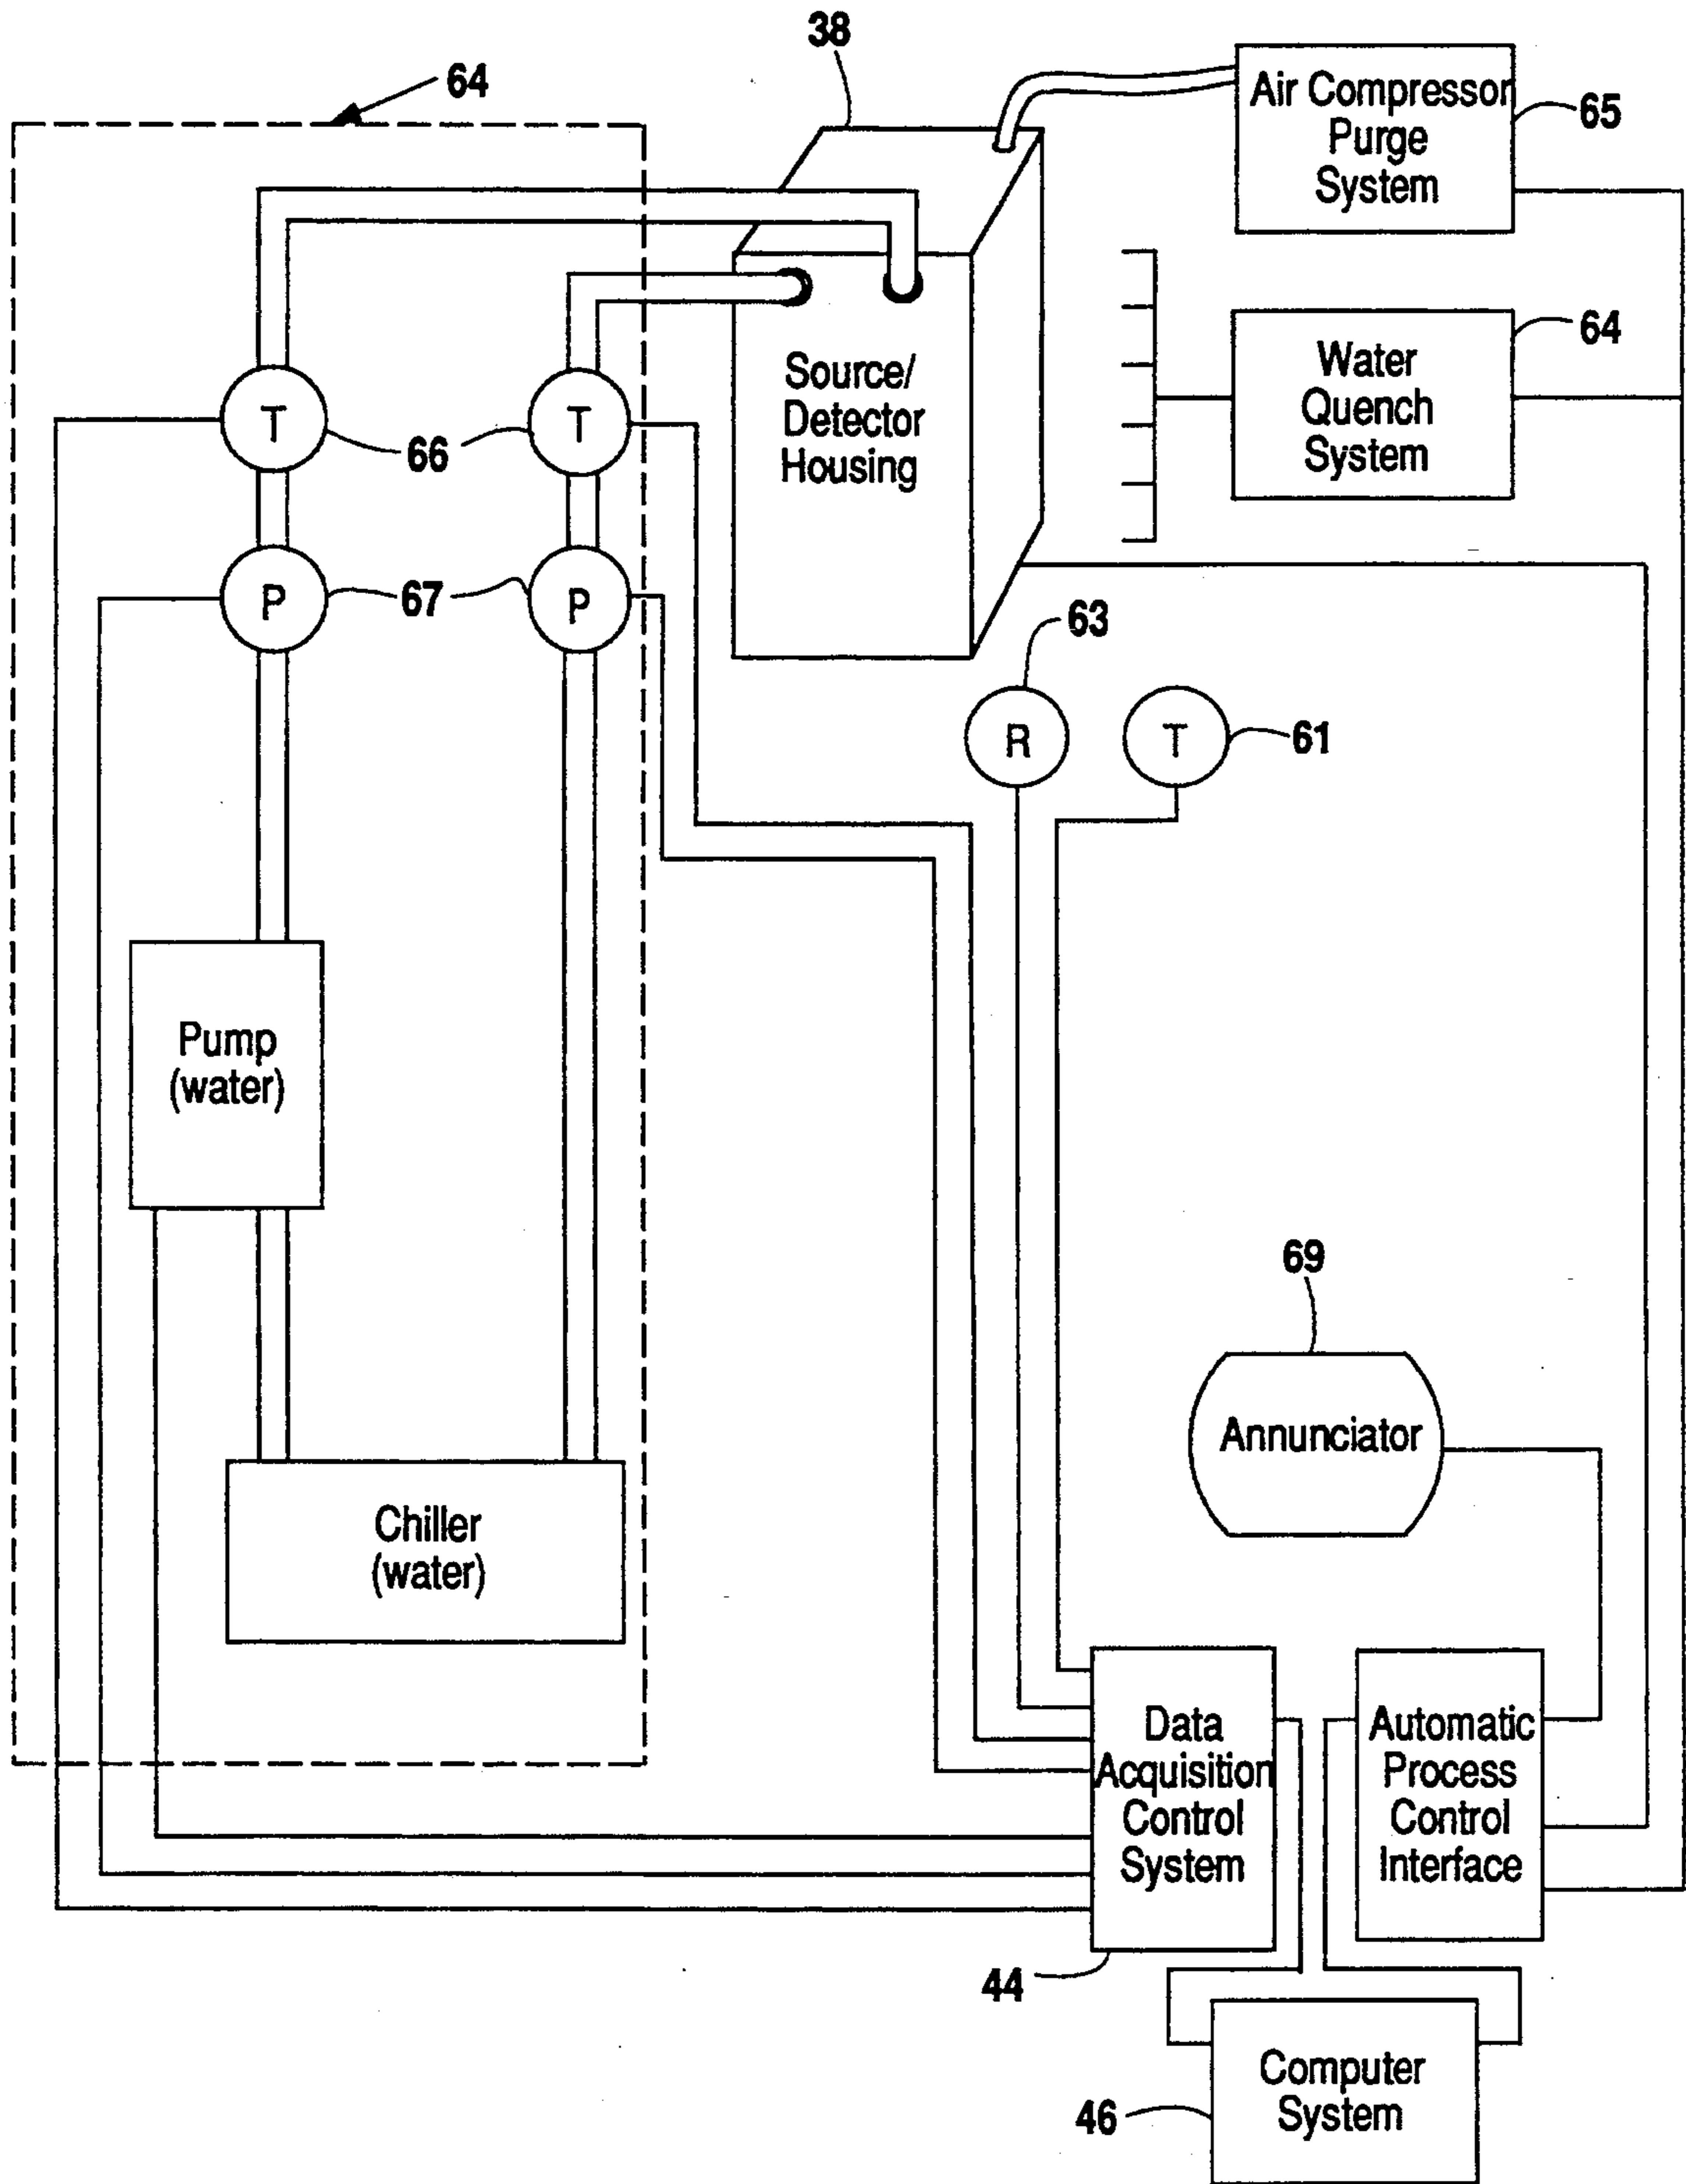 38
64
Air Compressor
Purge
System
65
Source/
Detector
Housing
Water
Quench
System
64
T
T
66
P
P
67
63
R
T
61
Pump
(water)
69
Annunciator
Chiller
(water)
Data
Acquisition
Control
System
Automatic
Process
Control
Interface
44
Computer
System
46